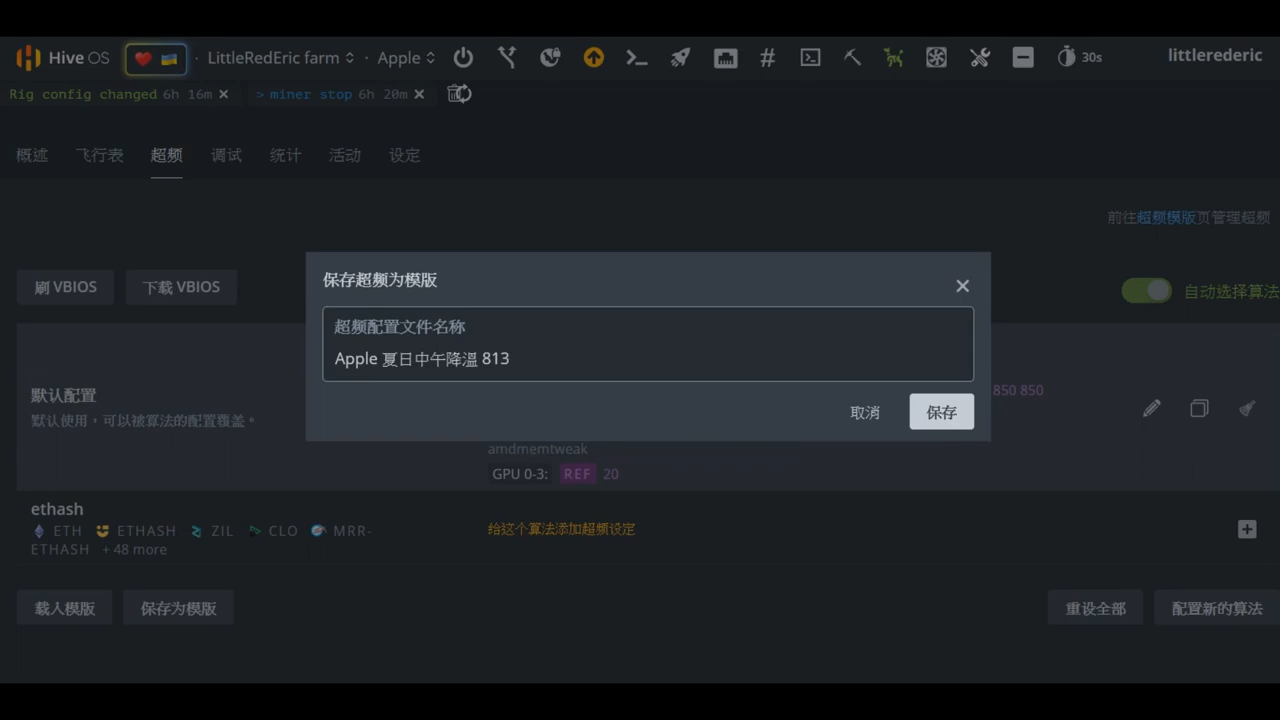 Hive OS
LittleRedEric farm
· Apple
30s
littlerederic
Rig config changed 6h 16m ×
> miner stop 6h 20m ×
概述 飞行表 超频 调试 统计 活动 设定
前往超频模版页管理超频
刷 VBIOS 下载 VBIOS
自动选择算法
保存超频为模版
超频配置文件名称
Apple 夏日中午降溫 813
取消 保存
默认配置
默认使用，可以被算法的配置覆盖。
850 850
amdmemtweak
GPU 0-3: REF 20
ethash
ETH ETHASH ZIL CLO MRR-
ETHASH + 48 more
给这个算法添加超频设定
载入模版 保存为模版 重设全部 配置新的算法